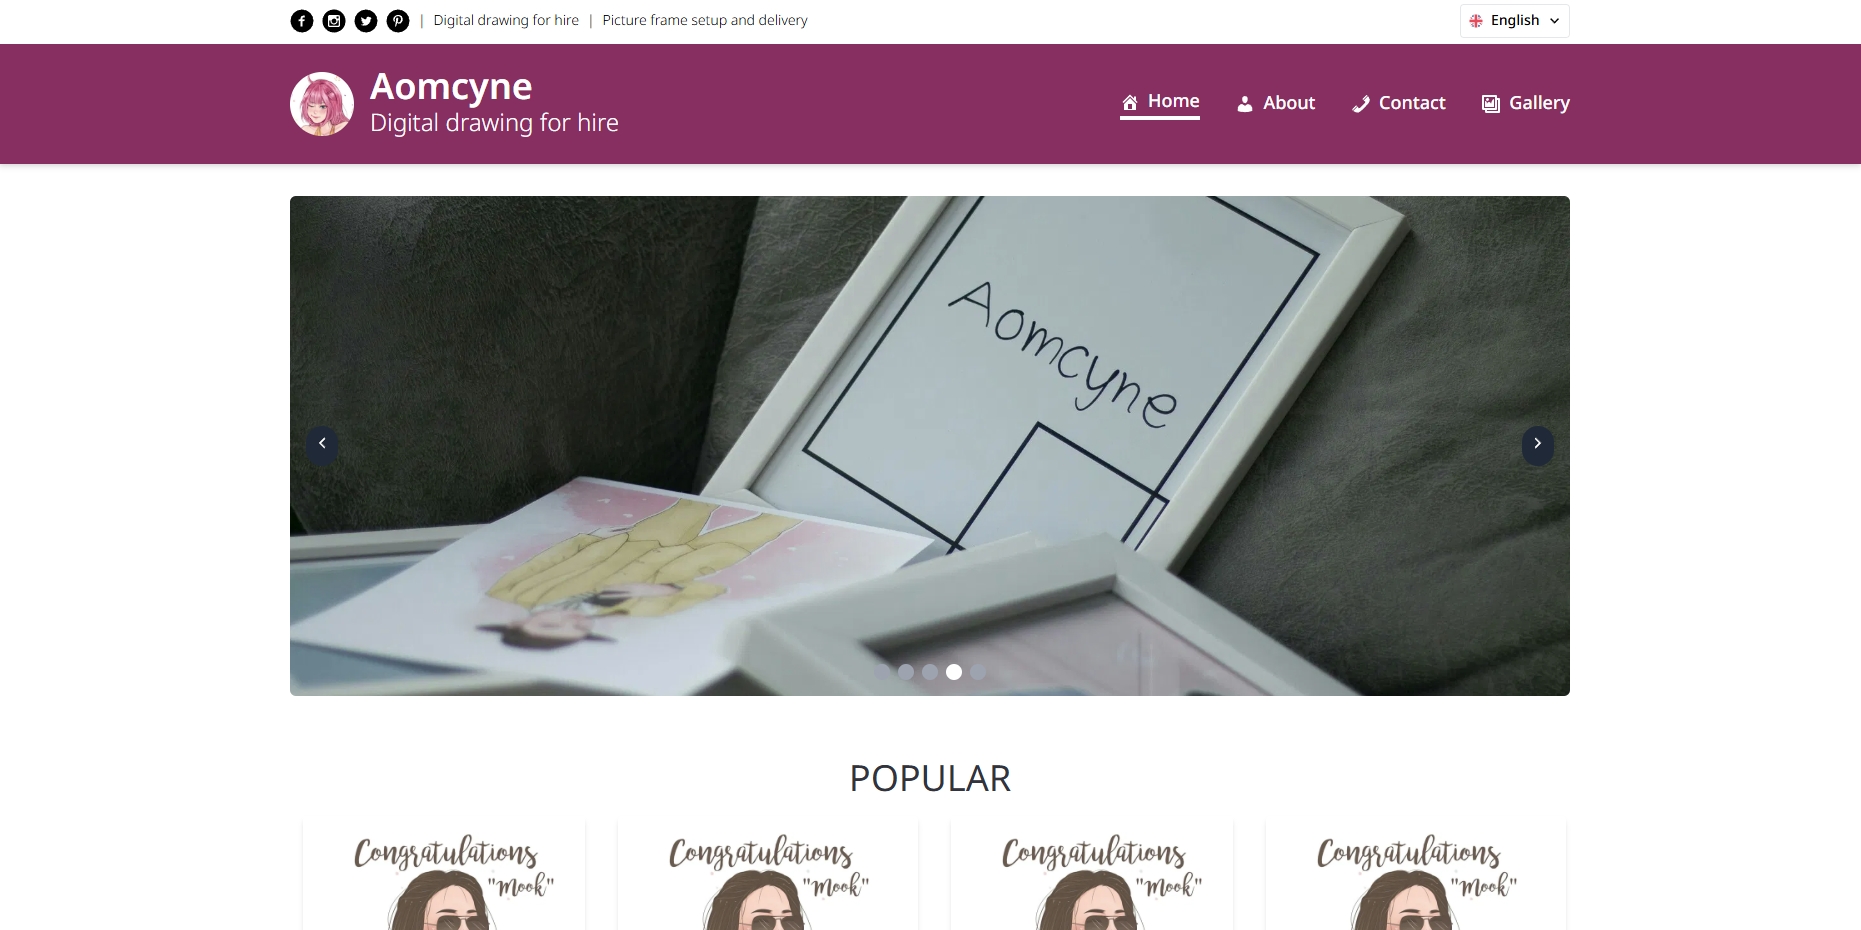 Digital drawing for hire | Picture frame setup and delivery
English
Aomcyne
Digital drawing for hire
Home
About
Contact
Gallery
Aomcyne
POPULAR
Congratulations
"Mook"
Congratulations
"Mook"
Congratulations
"Mook"
Congratulations
"Mook"